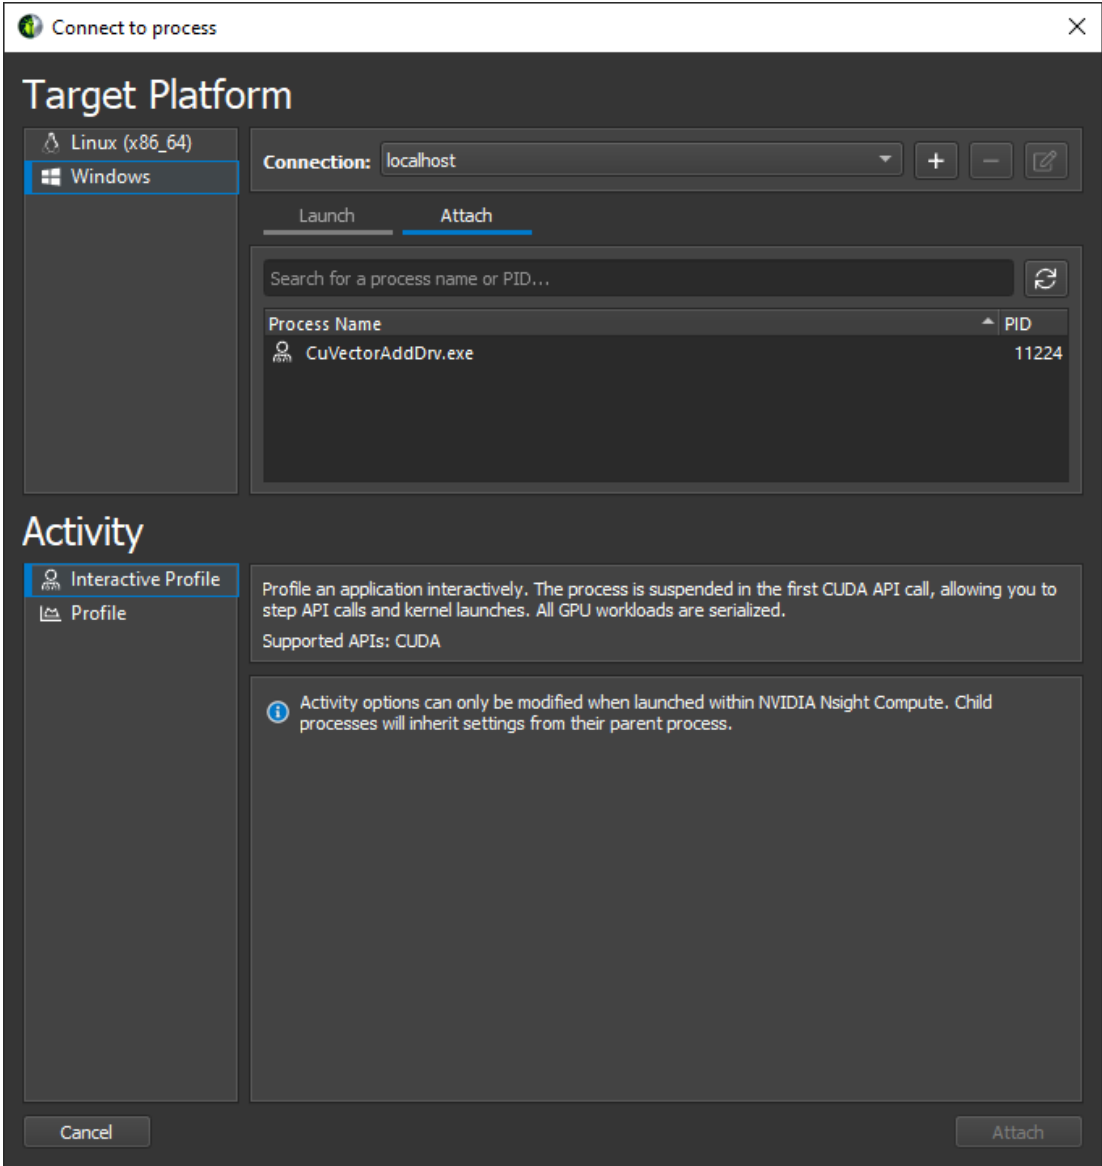 Connect to process
Target Platform
Linux (x86_64)
Windows
Connection: localhost
Launch Attach
Search for a process name or PID...
Process Name PID
CuVectorAddDrv.exe 11224
Activity
Interactive Profile
Profile
Profile an application interactively. The process is suspended in the first CUDA API call, allowing you to
step API calls and kernel launches. All GPU workloads are serialized.
Supported APIs: CUDA
Activity options can only be modified when launched within NVIDIA Nsight Compute. Child
processes will inherit settings from their parent process.
Cancel Attach